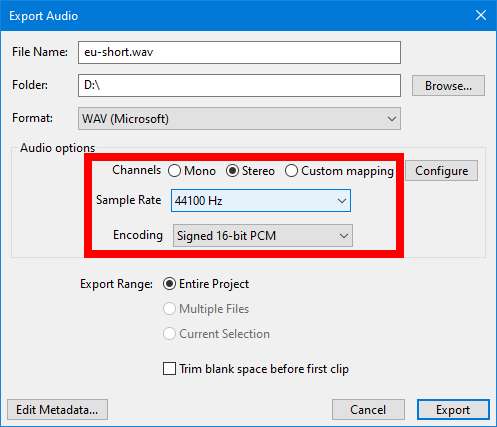 Export Audio
File Name: eu-short.wav
Folder: D:\ Browse...
Format: WAV (Microsoft)
Audio options
Channels Mono Stereo Custom mapping Configure
Sample Rate 44100 Hz
Encoding Signed 16-bit PCM
Export Range: Entire Project
Multiple Files
Current Selection
Trim blank space before first clip
Edit Metadata... Cancel Export